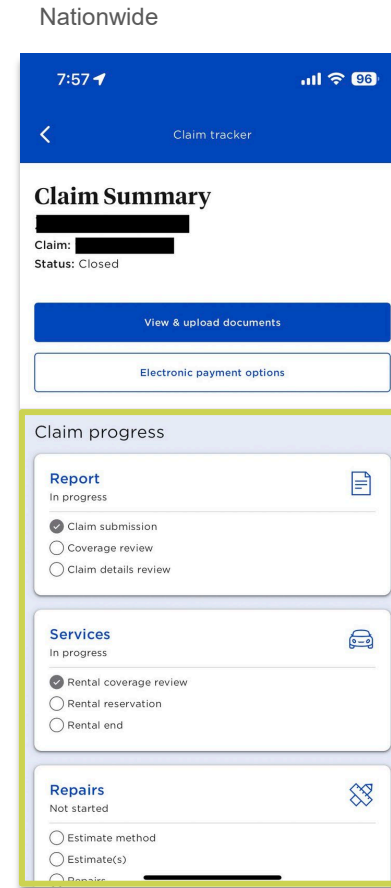 Nationwide
7:57
96
Claim tracker
Claim Summary
Claim:
Status: Closed
View & upload documents
Electronic payment options
Claim progress
Report
In progress
Claim submission
Coverage review
Claim details review
Services
In progress
Rental coverage review
Rental reservation
Rental end
Repairs
Not started
Estimate method
Estimate(s)
Repairs